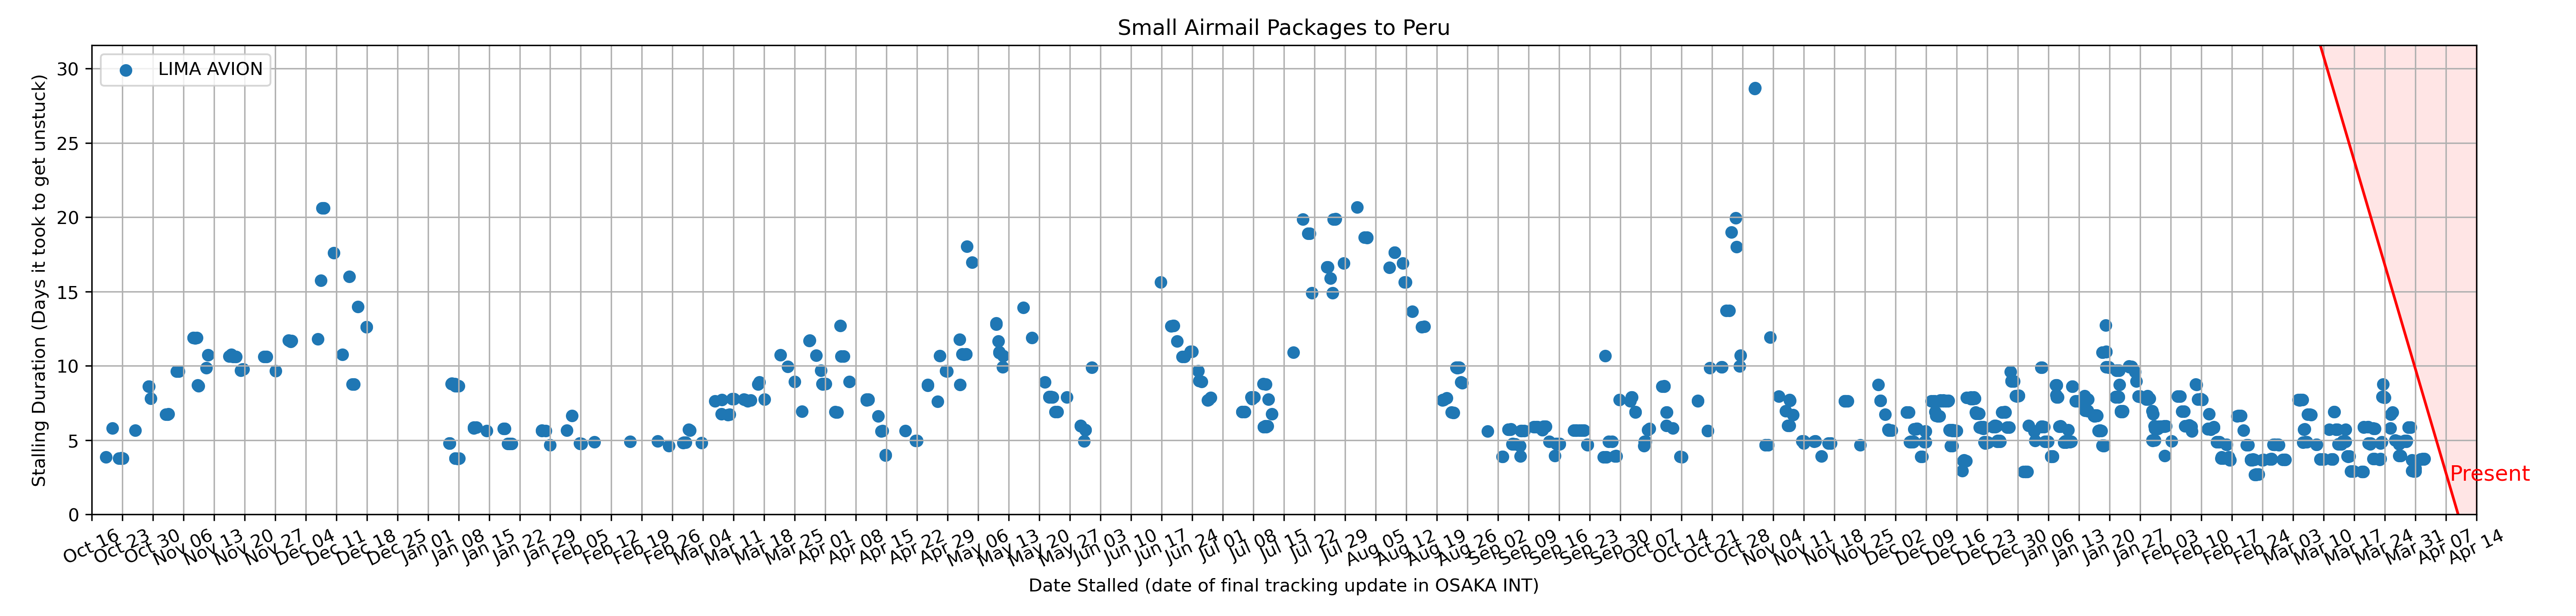 Small Airmail Packages to Peru
LIMA AVION
Stalling Duration (Days it took to get unstuck)
30
25
20
15
10
5
0
Present
Oct 16 Oct 23 Oct 30 Nov 06 Nov 13 Nov 20 Nov 27 Dec 04 Dec 11 Dec 18 Dec 25 Jan 01 Jan 08 Jan 15 Jan 22 Jan 29 Feb 05 Feb 12 Feb 19 Feb 26 Mar 04 Mar 11 Mar 18 Mar 25 Apr 01 Apr 08 Apr 15 Apr 22 Apr 29 May 06 May 13 May 20 May 27 Jun 03 Jun 10 Jun 17 Jun 24 Jul 01 Jul 08 Jul 15 Jul 22 Jul 29 Aug 05 Aug 12 Aug 19 Aug 26 Sep 02 Sep 09 Sep 16 Sep 23 Sep 30 Oct 07 Oct 14 Oct 21 Oct 28 Nov 04 Nov 11 Nov 18 Nov 25 Dec 02 Dec 09 Dec 16 Dec 23 Dec 30 Jan 06 Jan 13 Jan 20 Jan 27 Feb 03 Feb 10 Feb 17 Feb 24 Mar 03 Mar 10 Mar 17 Mar 24 Mar 31 Apr 07 Apr 14
Date Stalled (date of final tracking update in OSAKA INT)